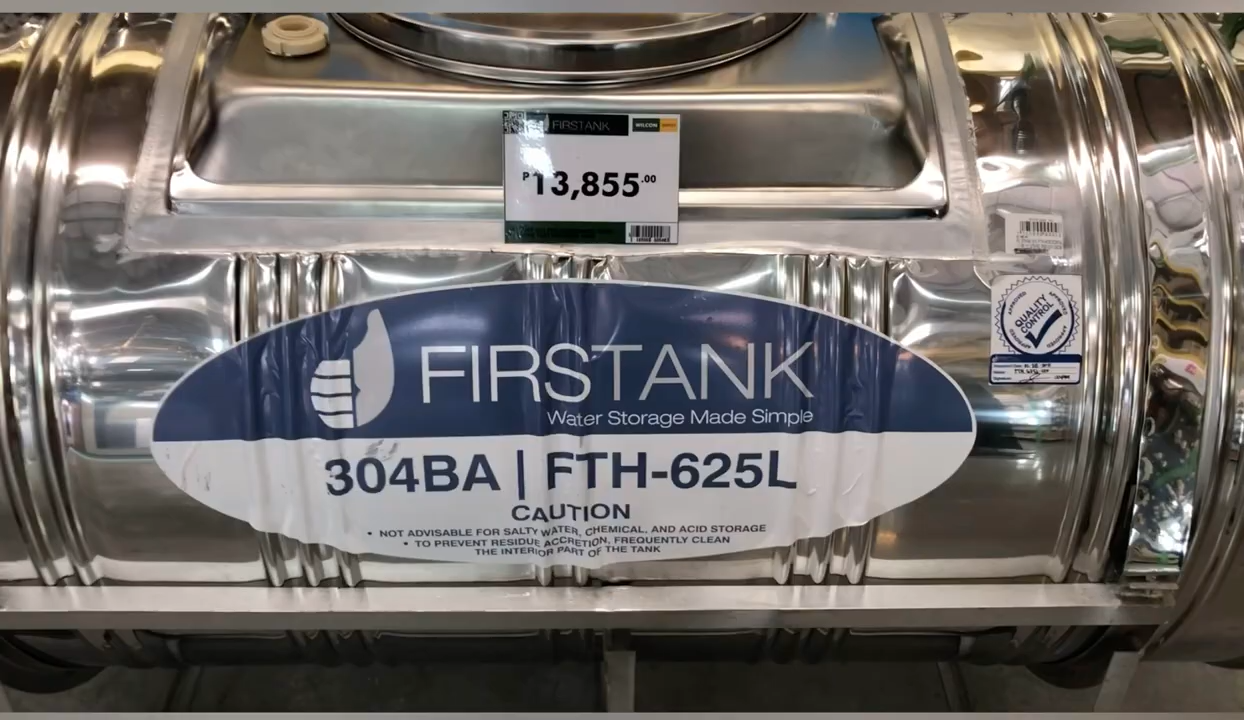 FIRSTANK
WILCON
₱13,855.00
QUALITY
CONTROL
FIRSTANK
Water Storage Made Simple
304BA | FTH-625L
CAUTION
• NOT ADVISABLE FOR SALTY WATER, CHEMICAL, AND ACID STORAGE
• TO PREVENT RESIDUE ACCRETION, FREQUENTLY CLEAN
THE INTERIOR PART OF THE TANK